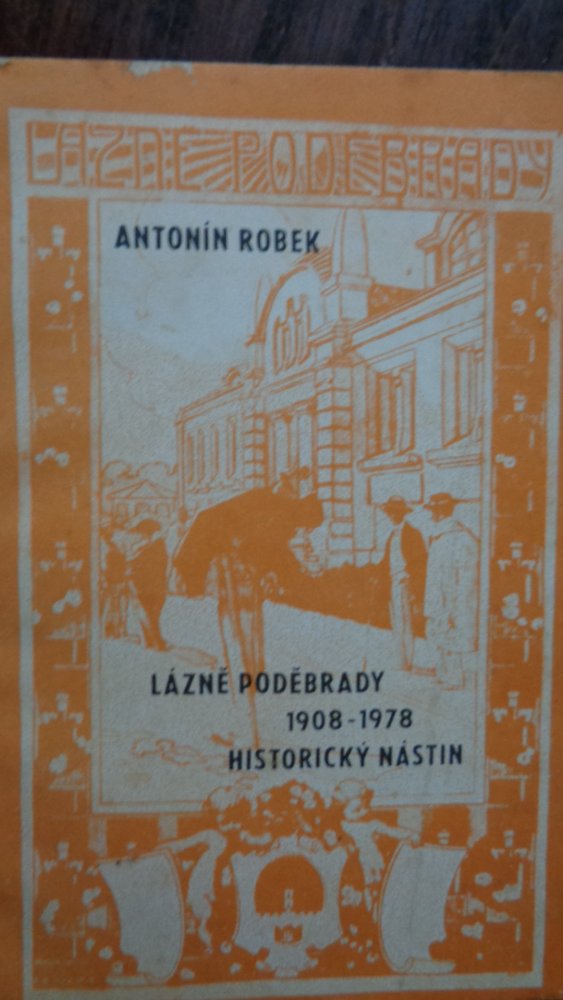 LÁZNĚ PODĚBRADY
ANTONÍN ROBEK
LÁZNĚ PODĚBRADY
1908-1978
HISTORICKÝ NÁSTIN